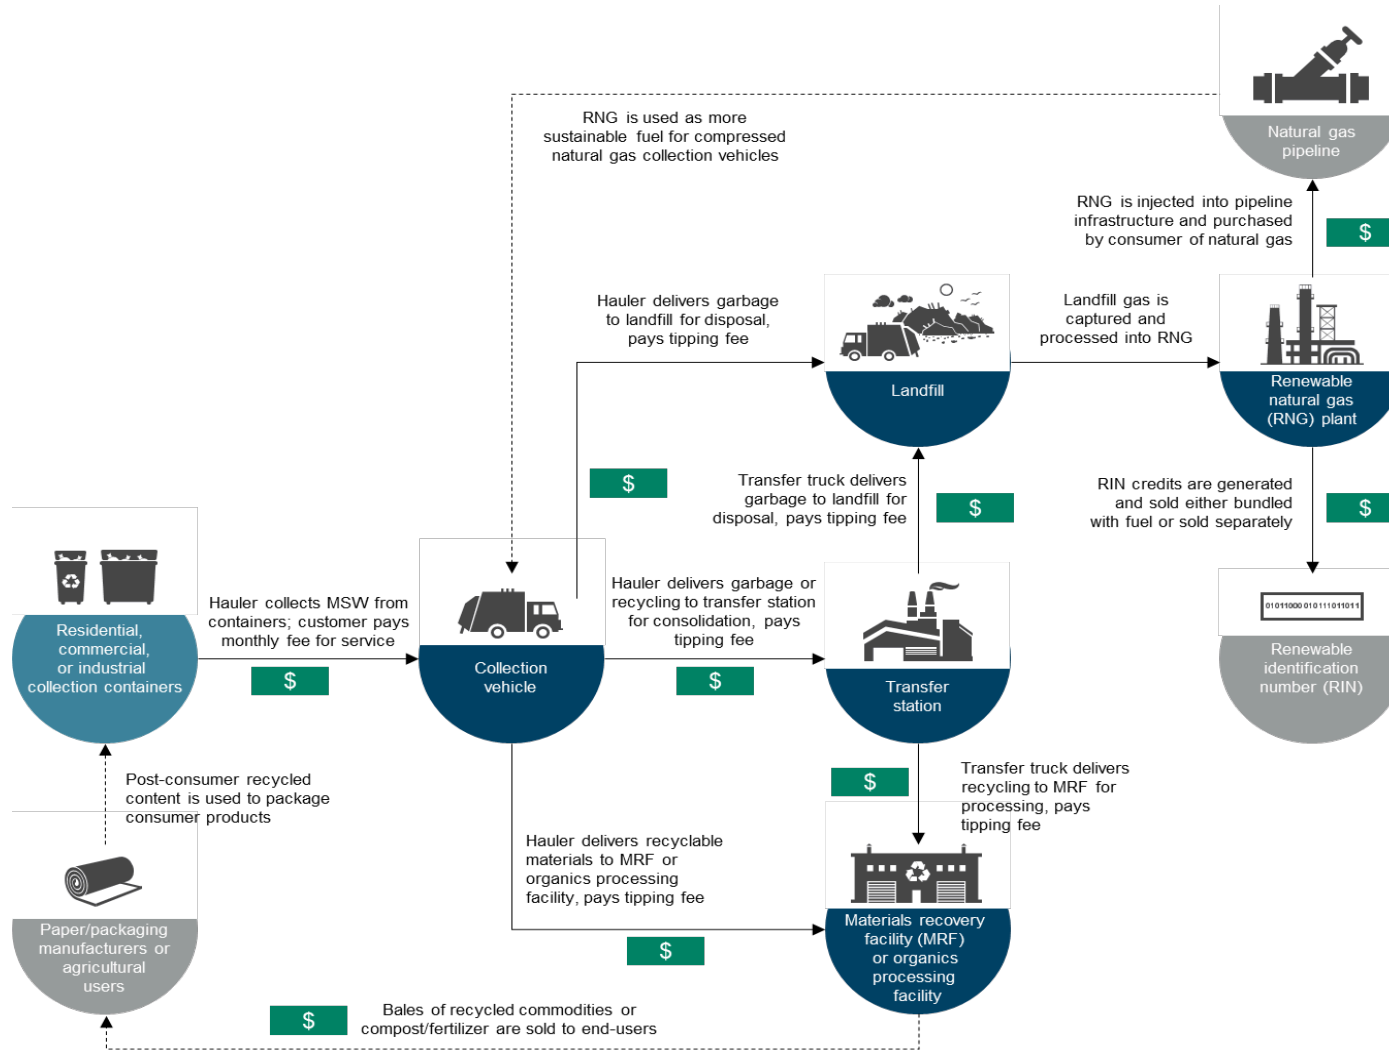 Natural gas
pipeline
RNG is used as more
sustainable fuel for compressed
natural gas collection vehicles
RNG is injected into pipeline
infrastructure and purchased
by consumer of natural gas
$
Hauler delivers garbage
to landfill for disposal,
pays tipping fee
Landfill gas is
captured and
processed into RNG
Landfill
Renewable
natural gas
(RNG) plant
$
Transfer truck delivers
garbage to landfill for
disposal, pays tipping fee
$
RIN credits are generated
and sold either bundled
with fuel or sold separately
$
Hauler collects MSW from
containers; customer pays
monthly fee for service
$
Hauler delivers garbage or
recycling to transfer station
for consolidation, pays
tipping fee
$
01011000 010111011011
Residential,
commercial,
or industrial
collection containers
Collection
vehicle
Transfer
station
Renewable
identification
number (RIN)
Post-consumer recycled
content is used to package
consumer products
$
Transfer truck delivers
recycling to MRF for
processing, pays
tipping fee
Hauler delivers recyclable
materials to MRF or
organics processing
facility, pays tipping fee
$
Paper/packaging
manufacturers or
agricultural
users
Materials recovery
facility (MRF)
or organics
processing
facility
$
Bales of recycled commodities or
compost/fertilizer are sold to end-users